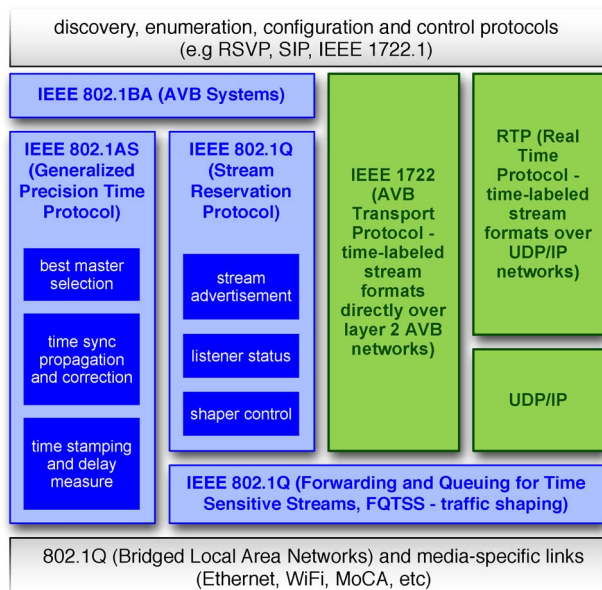 discovery, enumeration, configuration and control protocols
(e.g RSVP, SIP, IEEE 1722.1)
IEEE 802.1BA (AVB Systems)
IEEE 802.1AS
(Generalized
Precision Time
Protocol)
best master
selection
time sync
propagation
and correction
time stamping
and delay
measure
IEEE 802.1Q
(Stream
Reservation
Protocol)
stream
advertisement
listener status
shaper control
IEEE 1722
(AVB
Transport
Protocol -
time-labeled
stream
formats
directly over
layer 2 AVB
networks)
RTP (Real
Time
Protocol -
time-labeled
stream
formats over
UDP/IP
networks)
UDP/IP
IEEE 802.1Q (Forwarding and Queuing for Time
Sensitive Streams, FQTSS - traffic shaping)
802.1Q (Bridged Local Area Networks) and media-specific links
(Ethernet, WiFi, MoCA, etc)